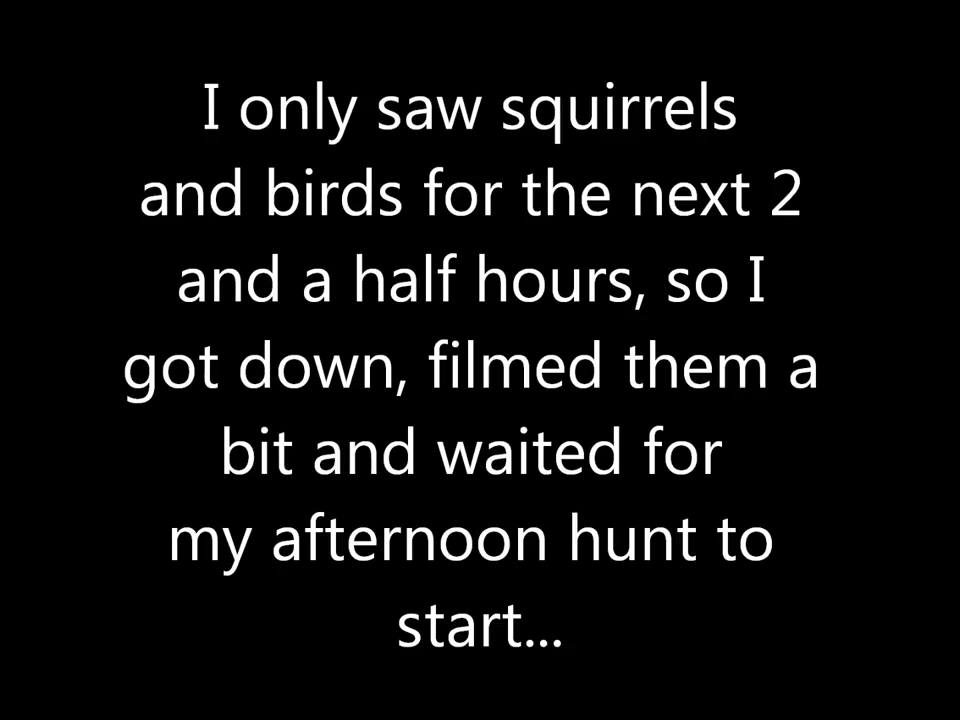 I only saw squirrels
and birds for the next 2
and a half hours, so I
got down, filmed them a
bit and waited for
my afternoon hunt to
start...